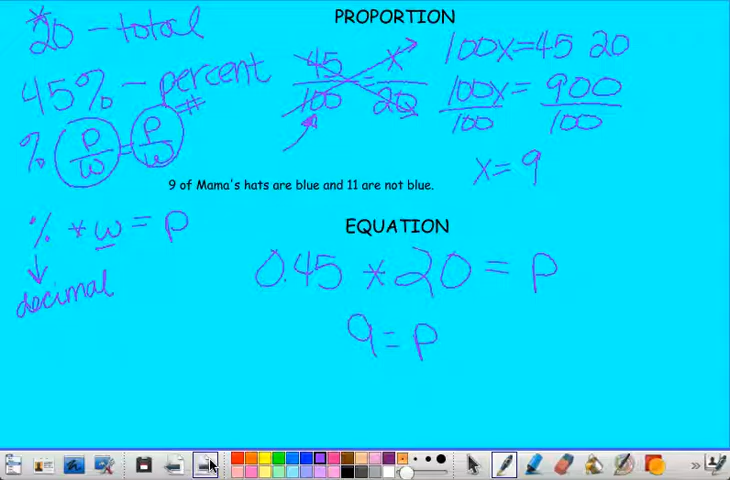 *20 - total
45% - percent
% p/w = p/w #
% * w = p
decimal
PROPORTION
45/100 = x/20
100x = 45 20
100x/100 = 900/100
x = 9
9 of Mama's hats are blue and 11 are not blue.
EQUATION
0.45 * 20 = p
9 = p